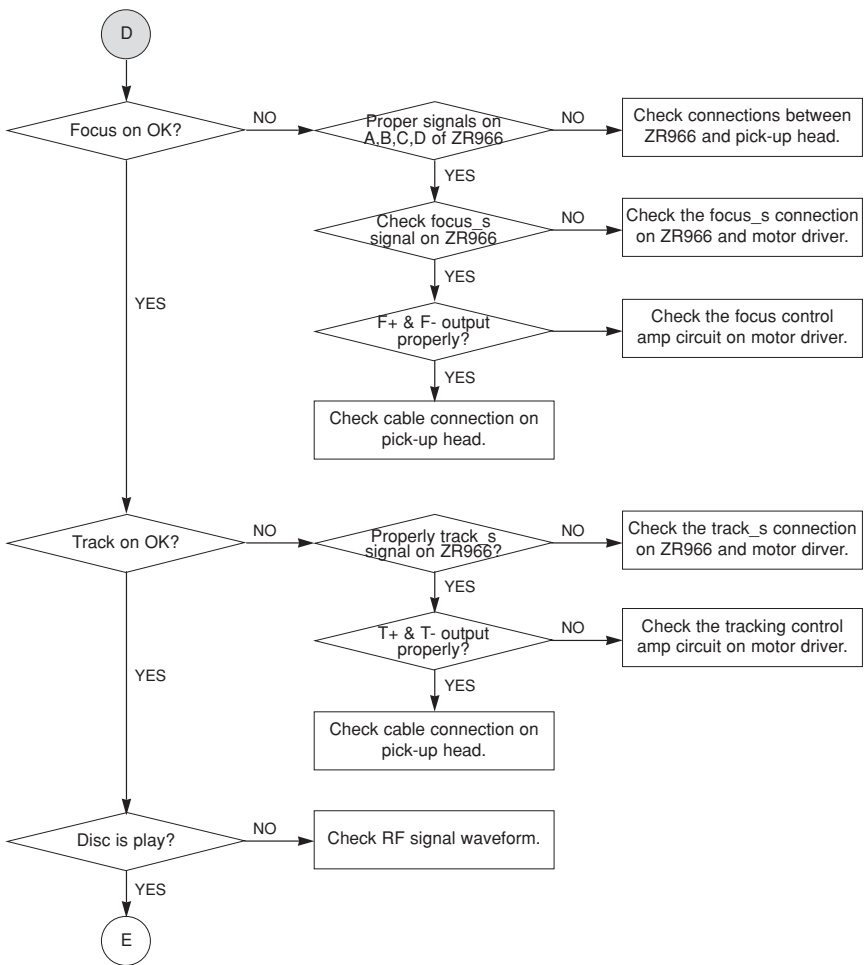 D
Focus on OK?
NO
Proper signals on
A,B,C,D of ZR966
NO
Check connections between
ZR966 and pick-up head.
YES
Check focus_s
signal on ZR966
NO
Check the focus_s connection
on ZR966 and motor driver.
YES
YES
F+ & F- output
properly?
Check the focus control
amp circuit on motor driver.
YES
Check cable connection on
pick-up head.
Track on OK?
NO
Properly track_s
signal on ZR966?
NO
Check the track_s connection
on ZR966 and motor dirver.
YES
T+ & T- output
properly?
NO
Check the tracking control
amp circuit on motor driver.
YES
YES
Check cable connection on
pick-up head.
Disc is play?
NO
Check RF signal waveform.
YES
E